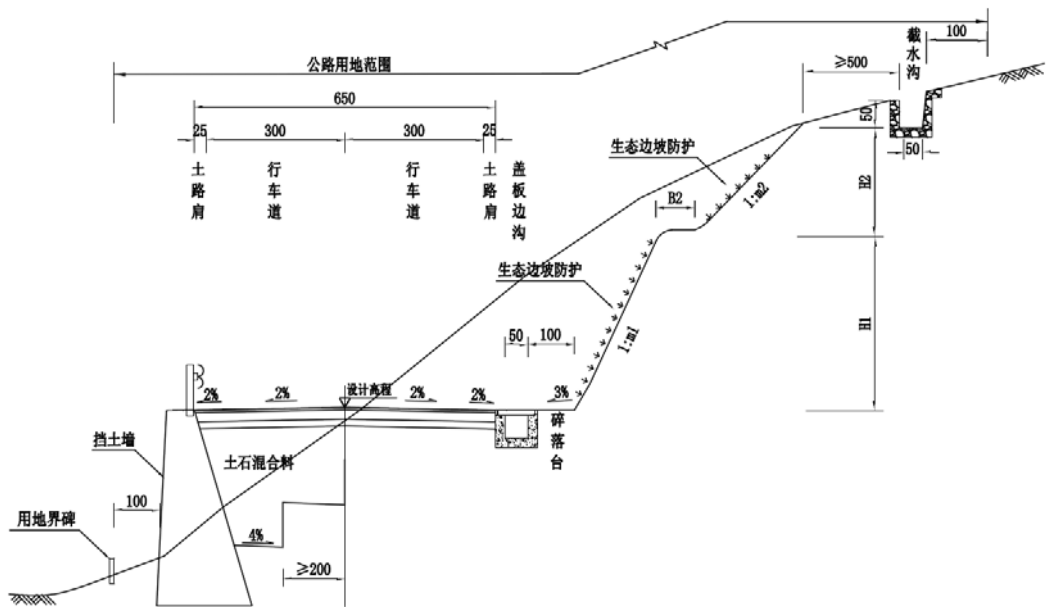 100
截水沟
公路用地范围
≥500
650
25
300
300
25
50
50
土路肩
行车道
行车道
土路肩
盖板边沟
生态边坡防护
B2
1:m2
H2
生态边坡防护
50
100
1:m1
H1
2%
2%
设计高程
2%
2%
3%
碎落台
挡土墙
土石混合料
100
用地界碑
4%
≥200